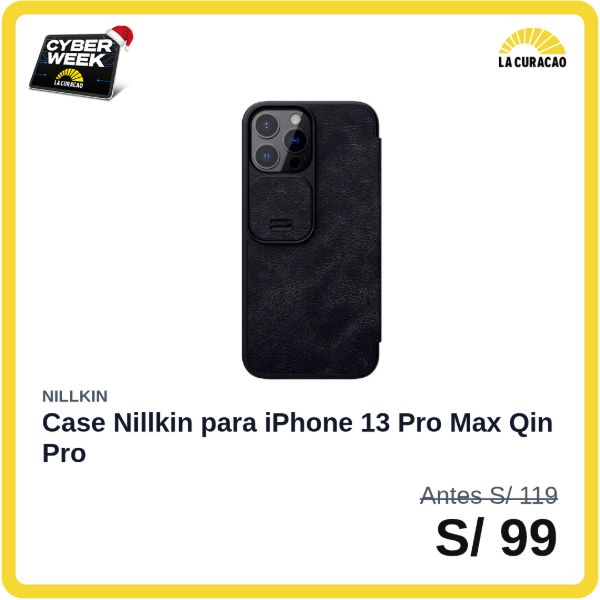 CYBER
WEEK
LA CURACAO
LA CURACAO
NILLKIN
Case Nillkin para iPhone 13 Pro Max Qin
Pro
Antes S/ 119
S/ 99